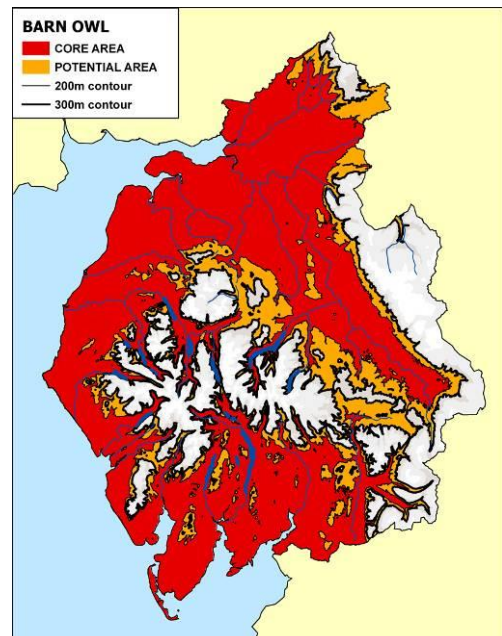 BARN OWL
CORE AREA
POTENTIAL AREA
200m contour
300m contour